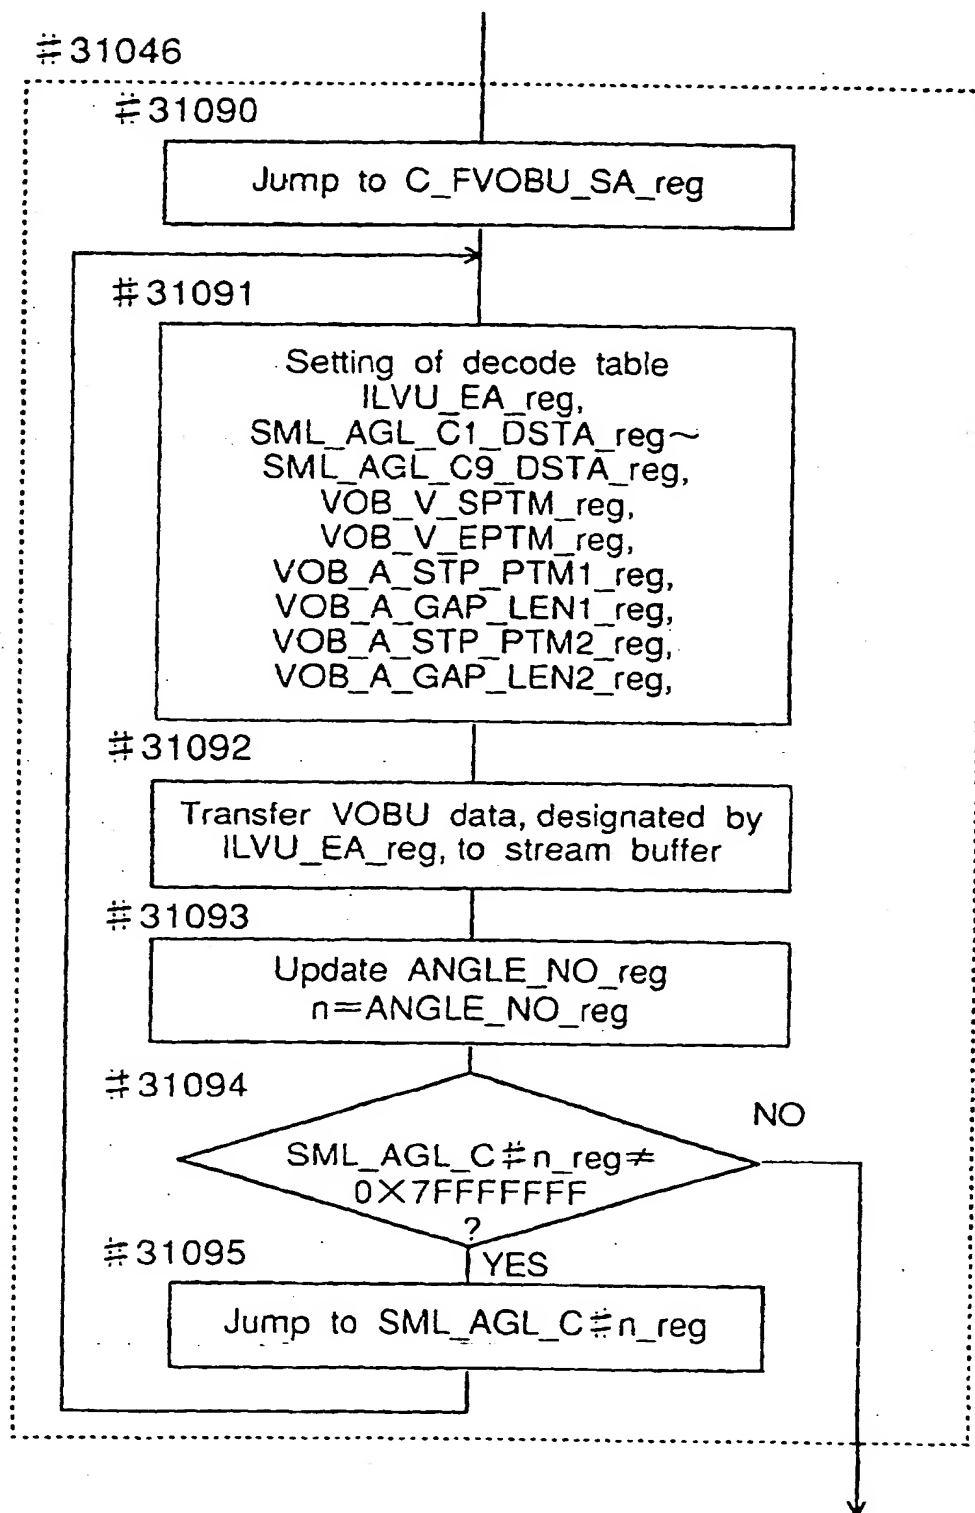 #31046
#31090
Jump to C_FVOBU_SA_reg
#31091
Setting of decode table
ILVU_EA_reg,
SML_AGL_C1_DSTA_reg~
SML_AGL_C9_DSTA_reg,
VOB_V_SPTM_reg,
VOB_V_EPTM_reg,
VOB_A_STP_PTM1_reg,
VOB_A_GAP_LEN1_reg,
VOB_A_STP_PTM2_reg,
VOB_A_GAP_LEN2_reg,
#31092
Transfer VOBU data, designated by
ILVU_EA_reg, to stream buffer
#31093
Update ANGLE_NO_reg
n=ANGLE_NO_reg
#31094
NO
SML_AGL_C#n_reg≠
0X7FFFFFFF
?
#31095
YES
Jump to SML_AGL_C#n_reg